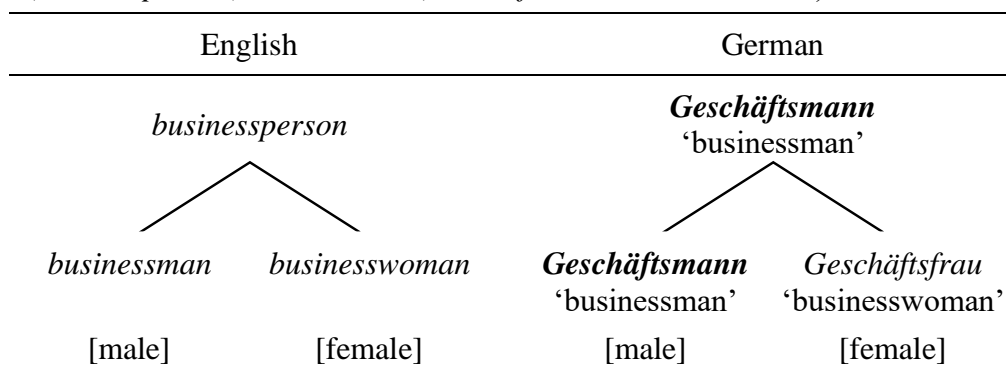 English German
businessperson Geschäftsmann
‘businessman’
businessman businesswoman Geschäftsmann Geschäftsfrau
‘businessman’ ‘businesswoman’
[male] [female] [male] [female]